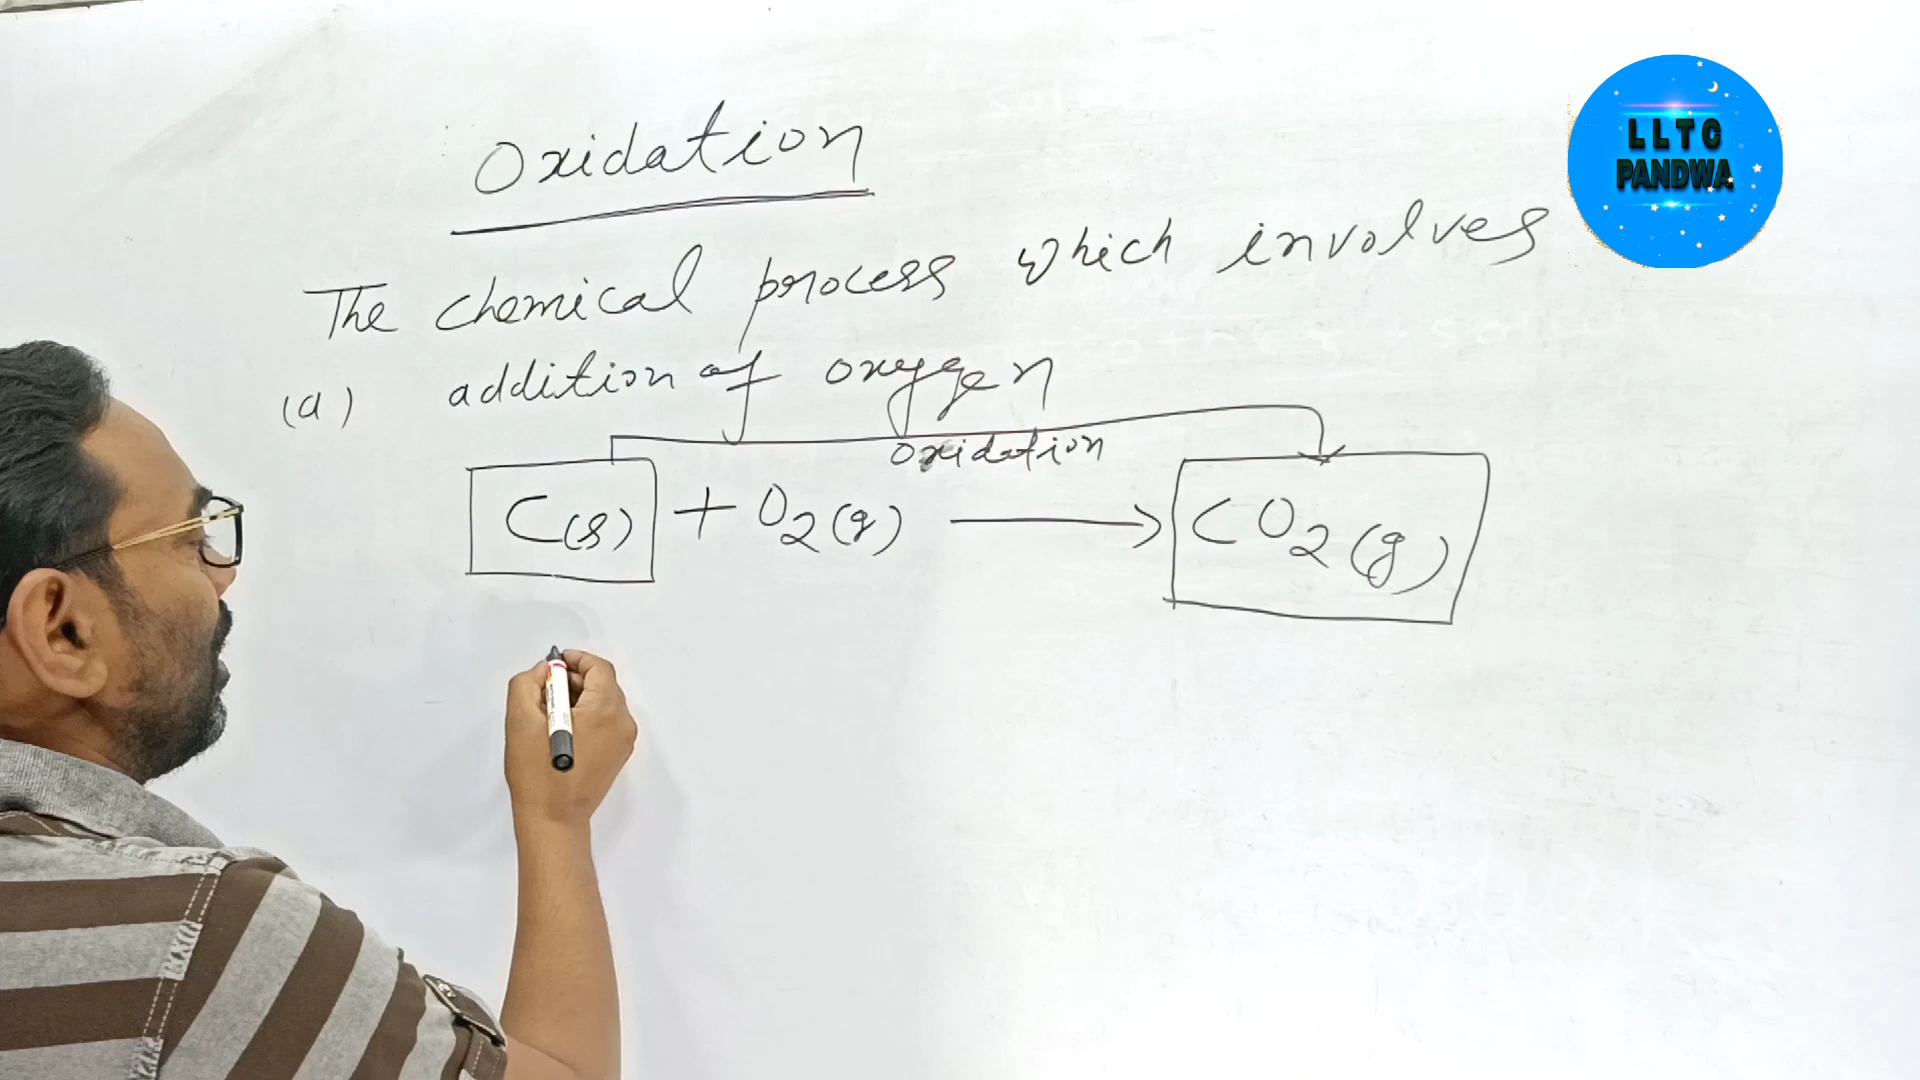 Oxidation
LLTC
PANDWA
The chemical process which involves
(a) addition of oxygen
oxidation
C(s) + O2(g) → CO2(g)